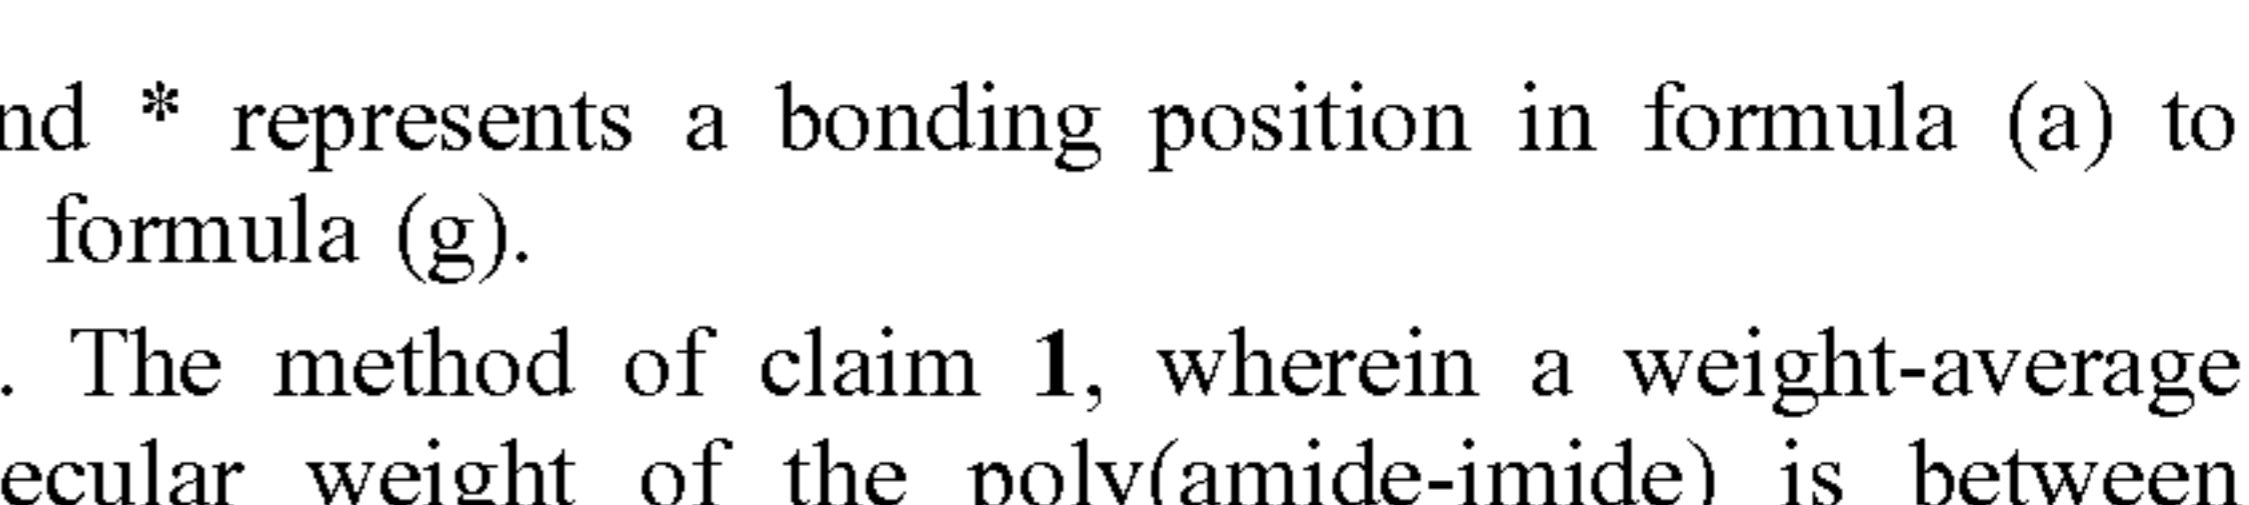 nd * represents a bonding position in formula (a) to
formula (g).
. The method of claim 1, wherein a weight-average
ecular weight of the poly(amide-imide) is between